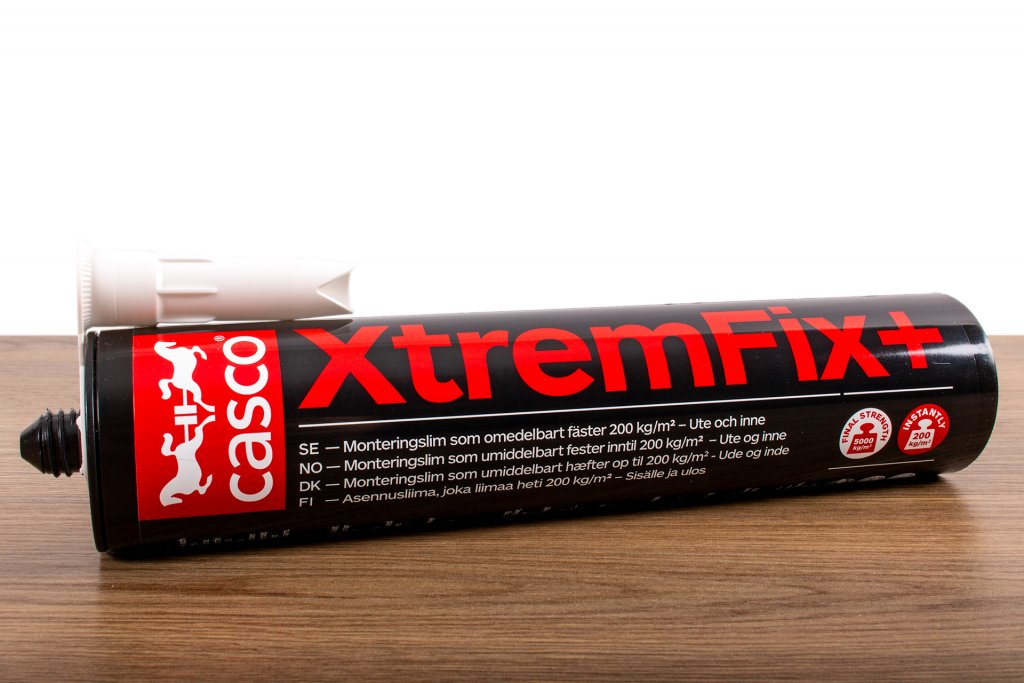 casco®
XtremFix+
SE — Monteringslim som omedelbart fäster 200 kg/m² – Ute och inne
NO — Monteringslim som umiddelbart fester inntil 200 kg/m² – Ute og inne
DK — Monteringslim som umiddelbart hæfter op til 200 kg/m² - Ude og inde
FI — Asennusliima, joka liimaa heti 200 kg/m² – Sisälle ja ulos
FINAL STRENGTH
5000
kg/m²
INSTANTLY
200
kg/m²